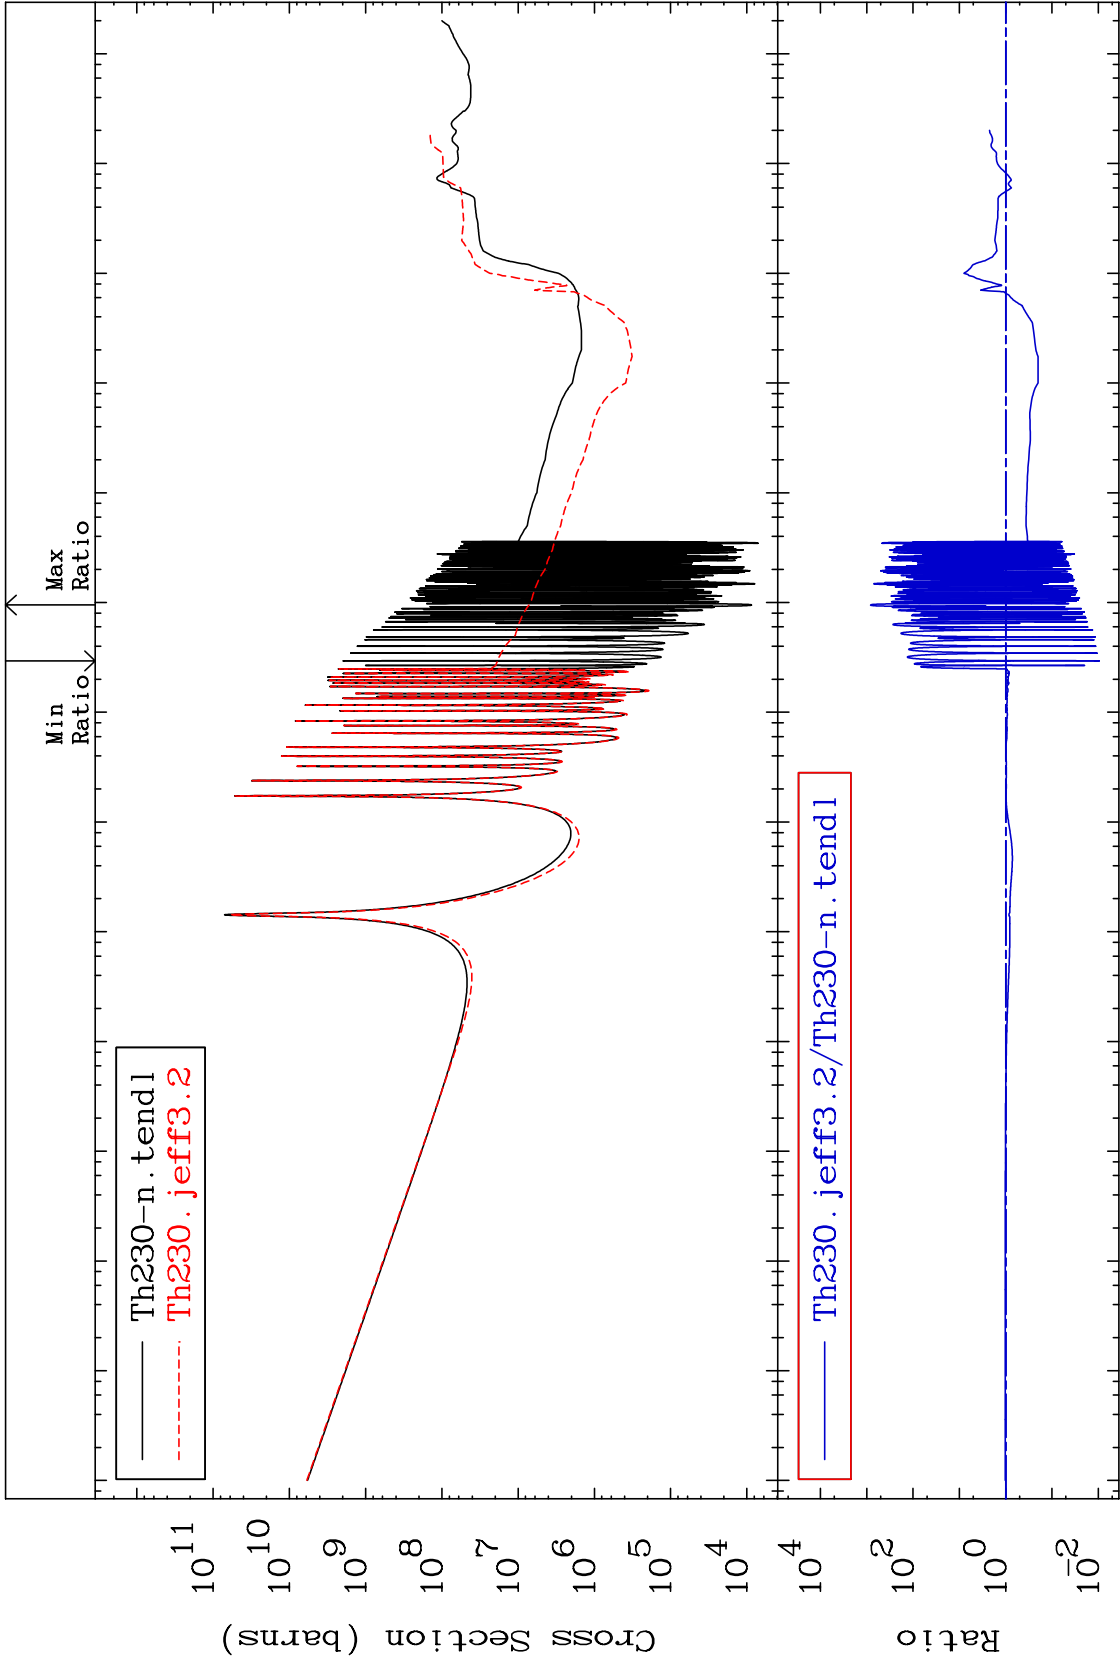 Min
Ratio
Max
Ratio
Cross Section (barns)
10^11
10^10
10^9
10^8
10^7
10^6
10^5
10^4
Th230-n.tendl
Th230.jeff3.2
Ratio
10^4
10^2
10^0
10^-2
Th230.jeff3.2/Th230-n.tendl